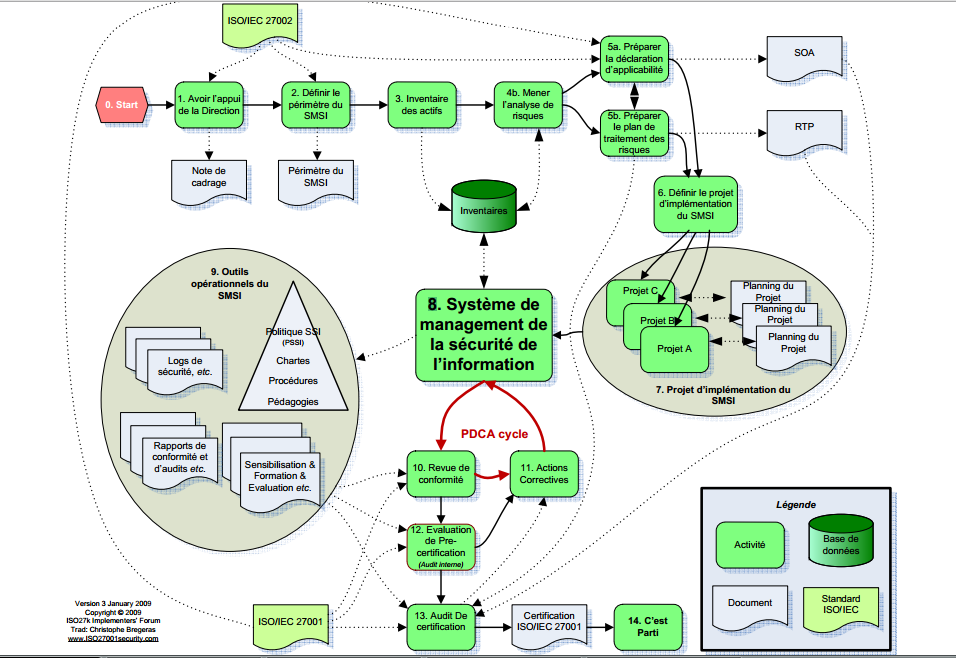 ISO/IEC 27002
0. Start
1. Avoir l'appui
de la Direction
2. Définir le
périmètre du
SMSI
3. Inventaire
des actifs
4b. Mener
l'analyse de
risques
5a. Préparer
la déclaration
d'applicabilité
5b. Préparer
le plan de
traitement des
risques
SOA
RTP
Note de
cadrage
Périmètre du
SMSI
Inventaires
6. Définir le projet
d'implémentation
du SMSI
Projet C
Projet B
Projet A
Planning du
Projet
Planning du
Projet
Planning du
Projet
7. Projet d'implémentation du
SMSI
8. Système de
management de
la sécurité de
l'information
9. Outils
opérationnels du
SMSI
Politique SSI
(PSSI)
Chartes
Procédures
Pédagogies
Logs de
sécurité, etc.
Rapports de
conformité et
d'audits etc.
Sensibilisation &
Formation &
Evaluation etc.
PDCA cycle
10. Revue de
conformité
11. Actions
Correctives
12. Evaluation
de Pre-
certification
(Audit interne)
13. Audit De
certification
ISO/IEC 27001
Certification
ISO/IEC 27001
14. C'est
Parti
Légende
Activité
Base de
données
Document
Standard
ISO/IEC
Version 3 January 2009
Copyright © 2009
ISO27k Implementers' Forum
Trad: Christophe Bregeras
www.ISO27001security.com